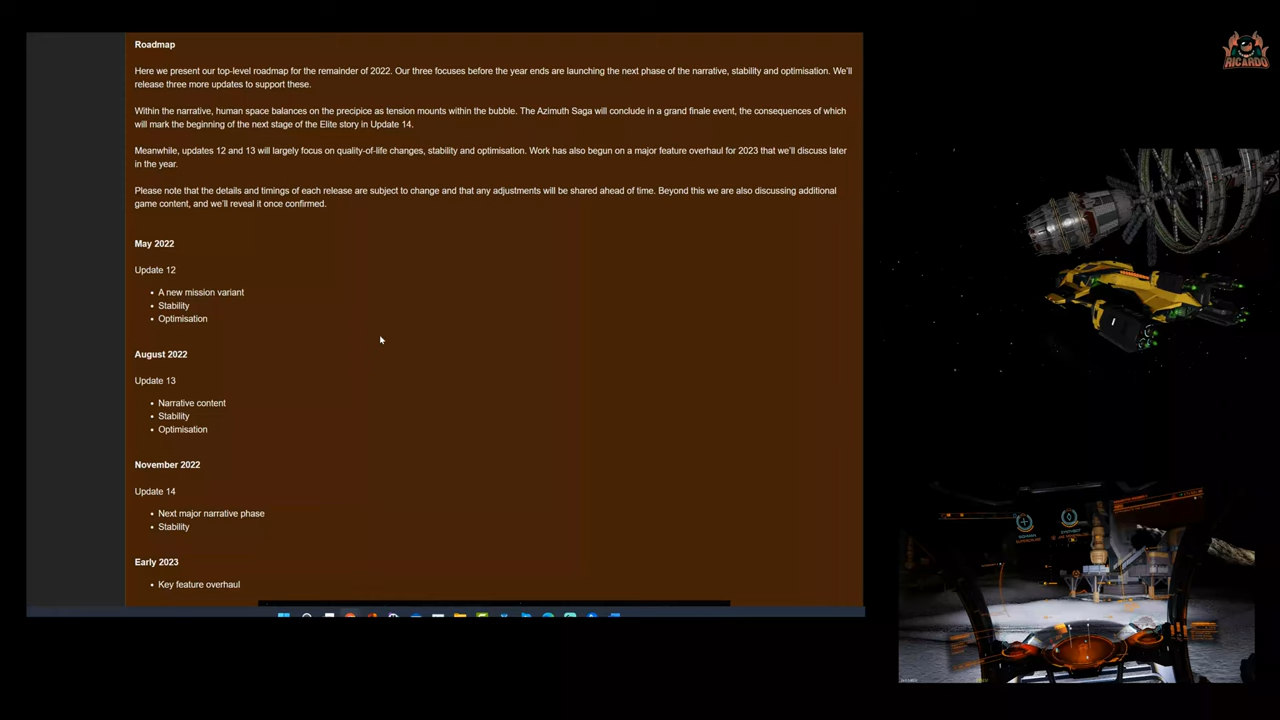 Roadmap
Here we present our top-level roadmap for the remainder of 2022. Our three focuses before the year ends are launching the next phase of the narrative, stability and optimisation. We'll
release three more updates to support these.
Within the narrative, human space balances on the precipice as tension mounts within the bubble. The Azimuth Saga will conclude in a grand finale event, the consequences of which
will mark the beginning of the next stage of the Elite story in Update 14.
Meanwhile, updates 12 and 13 will largely focus on quality-of-life changes, stability and optimisation. Work has also begun on a major feature overhaul for 2023 that we'll discuss later
in the year.
Please note that the details and timings of each release are subject to change and that any adjustments will be shared ahead of time. Beyond this we are also discussing additional
game content, and we'll reveal it once confirmed.
May 2022
Update 12
• A new mission variant
• Stability
• Optimisation
August 2022
Update 13
• Narrative content
• Stability
• Optimisation
November 2022
Update 14
• Next major narrative phase
• Stability
Early 2023
• Key feature overhaul
RICARDO